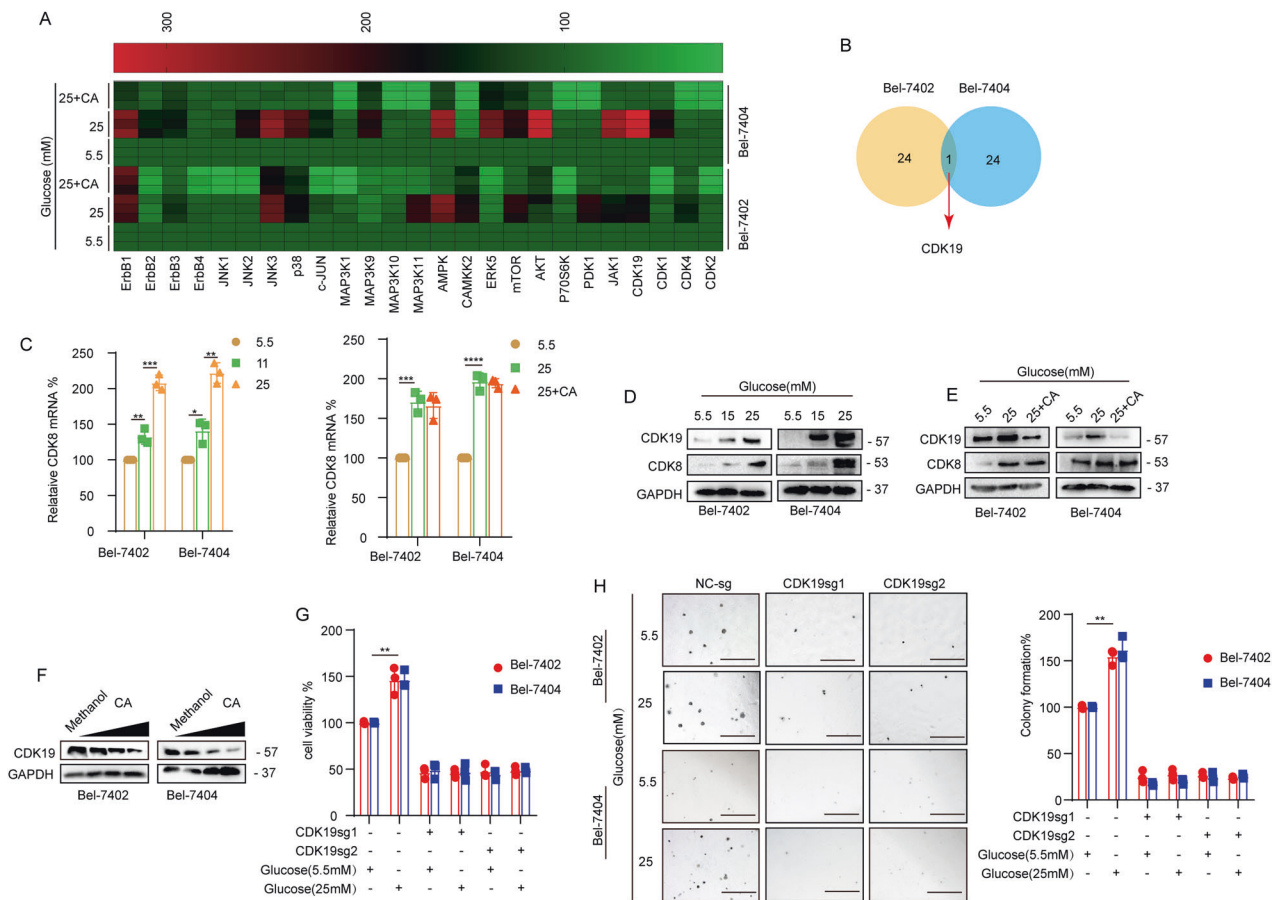 A
300
200
100
Glucose (mM)
25+CA
25
5.5
25+CA
25
5.5
Bel-7404
Bel-7402
ErbB1
ErbB2
ErbB3
ErbB4
JNK1
JNK2
JNK3
p38
c-JUN
MAP3K1
MAP3K9
MAP3K10
MAP3K11
AMPK
CAMKK2
ERK5
mTOR
AKT
P70S6K
PDK1
JAK1
CDK19
CDK1
CDK4
CDK2
B
Bel-7402 Bel-7404
24 1 24
CDK19
C
Relataive CDK8 mRNA %
250
200
150
100
50
0
** *** * **
Bel-7402 Bel-7404
5.5
11
25
Relataive CDK8 mRNA %
250
200
150
100
50
0
*** ****
Bel-7402 Bel-7404
5.5
25
25+CA
D
Glucose(mM)
5.5 15 25 5.5 15 25
CDK19 - 57
CDK8 - 53
GAPDH - 37
Bel-7402 Bel-7404
E
Glucose(mM)
5.5 25 25+CA 5.5 25 25+CA
CDK19 - 57
CDK8 - 53
GAPDH - 37
Bel-7402 Bel-7404
F
Methanol CA Methanol CA
CDK19 - 57
GAPDH - 37
Bel-7402 Bel-7404
G
cell viability %
200
150
100
50
0
**
Bel-7402
Bel-7404
CDK19sg1 - - + + - -
CDK19sg2 - - - - + +
Glucose(5.5mM) + - + - + -
Glucose(25mM) - + - + - +
H
NC-sg CDK19sg1 CDK19sg2
Glucose(mM)
Bel-7402
5.5
25
Bel-7404
5.5
25
Colony formation%
200
150
100
50
0
**
Bel-7402
Bel-7404
CDK19sg1 - - + + - -
CDK19sg2 - - - - + +
Glucose(5.5mM) + - + - + -
Glucose(25mM) - + - + - +